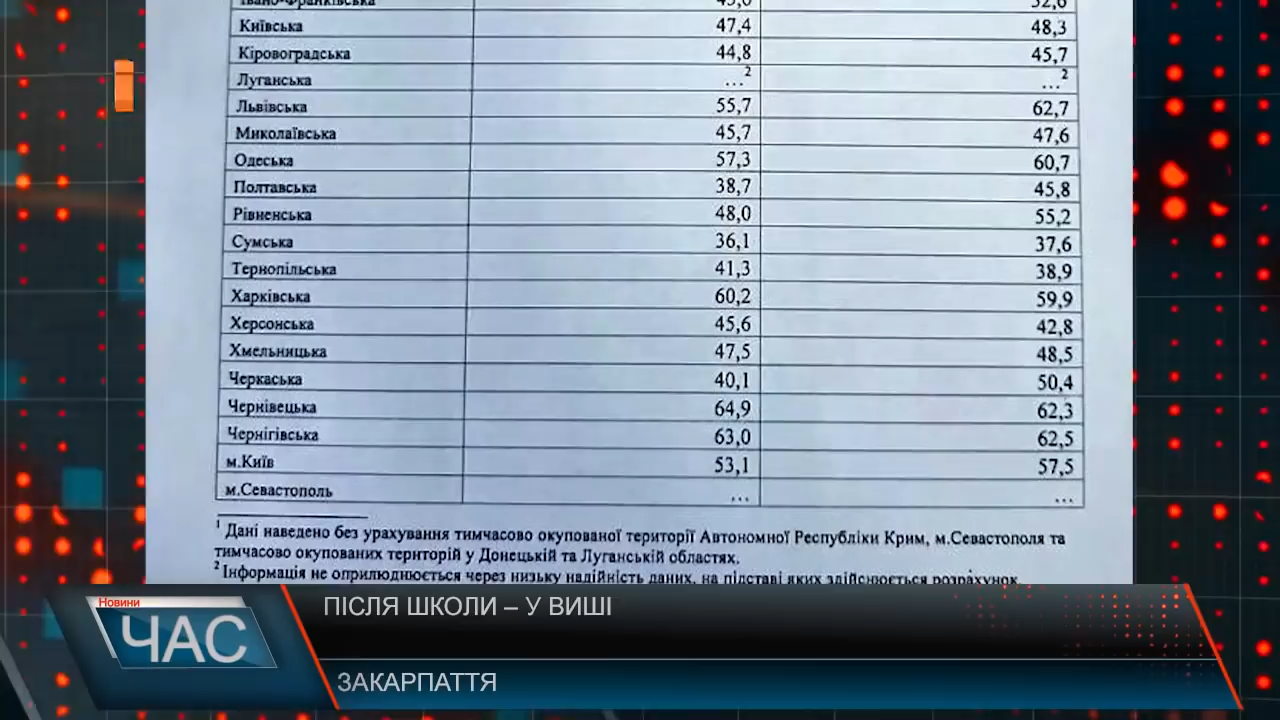 Івано-Франківська 45,6 52,6
Київська 47,4 48,3
Кіровоградська 44,8 45,7
Луганська …2 …2
Львівська 55,7 62,7
Миколаївська 45,7 47,6
Одеська 57,3 60,7
Полтавська 38,7 45,8
Рівненська 48,0 55,2
Сумська 36,1 37,6
Тернопільська 41,3 38,9
Харківська 60,2 59,9
Херсонська 45,6 42,8
Хмельницька 47,5 48,5
Черкаська 40,1 50,4
Чернівецька 64,9 62,3
Чернігівська 63,0 62,5
м.Київ 53,1 57,5
м.Севастополь … …
1 Дані наведено без урахування тимчасово окупованої території Автономної Республіки Крим, м.Севастополя та
тимчасово окупованих територій у Донецькій та Луганській областях.
2 Інформація не оприлюднюється через низьку надійність даних, на підставі яких здійснюється розрахунок.
Новини
ЧАС
ПІСЛЯ ШКОЛИ – У ВИШІ
ЗАКАРПАТТЯ